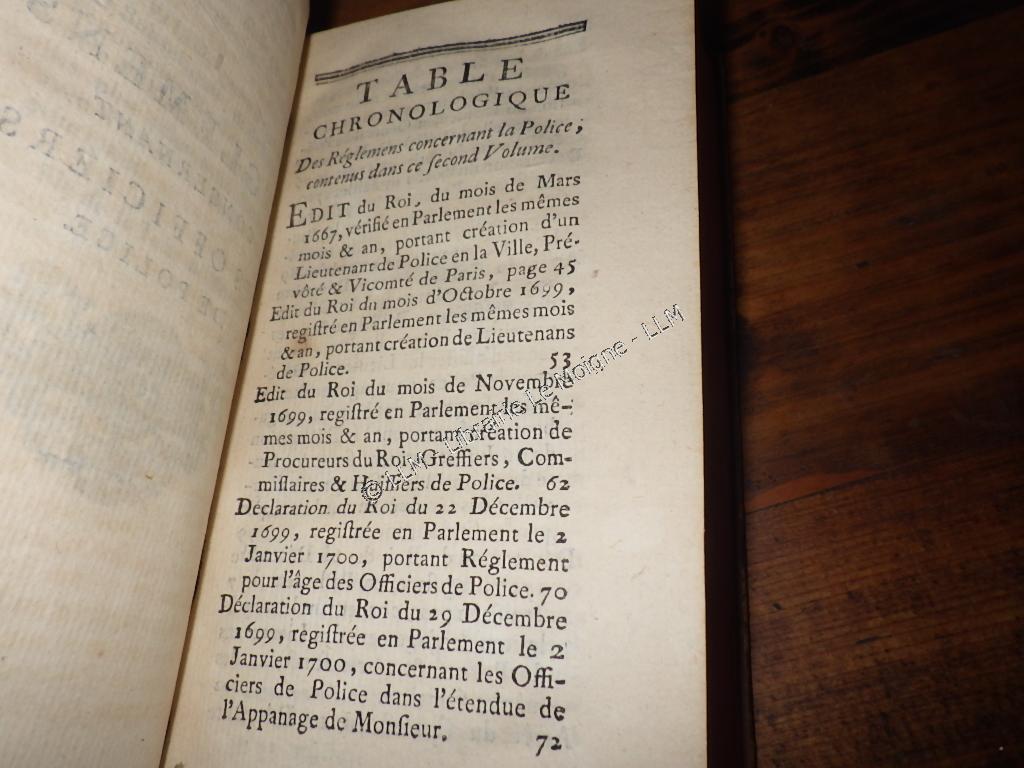 TABLE
CHRONOLOGIQUE
Des Réglemens concernant la Police,
contenus dans ce ſecond Volume.
EDIT du Roi, du mois de Mars
1667, vérifié en Parlement les mêmes
mois & an, portant création d'un
Lieutenant de Police en la Ville, Pré-
vôté & Vicomté de Paris, page 45
Edit du Roi du mois d'Octobre 1699,
regiſtré en Parlement les mêmes mois
& an, portant création de Lieutenans
de Police. 53
Edit du Roi du mois de Novembre
1699, regiſtré en Parlement les mê-
mes mois & an, portant création de
Procureurs du Roi, Greffiers, Com-
miſſaires & Huiſſiers de Police. 62
Déclaration du Roi du 22 Décembre
1699, regiſtrée en Parlement le 2
Janvier 1700, portant Réglement
pour l'âge des Officiers de Police. 70
Déclaration du Roi du 29 Décembre
1699, regiſtrée en Parlement le 2
Janvier 1700, concernant les Offi-
ciers de Police dans l'étendue de
l'Appanage de Monſieur. 72
© LLM - Librairie Le Moigne - LLM